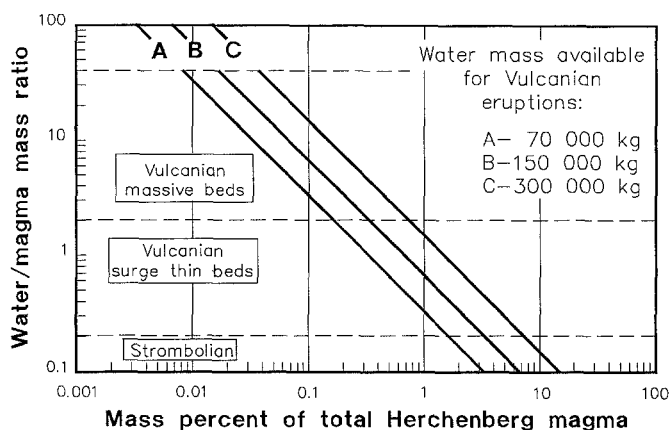 100
10
1
0.1
Water/magma mass ratio
A B C
Water mass available
for Vulcanian
eruptions:
A– 70 000 kg
B–150 000 kg
C–300 000 kg
Vulcanian
massive beds
Vulcanian
surge thin beds
Strombolian
0.001 0.01 0.1 1 10 100
Mass percent of total Herchenberg magma